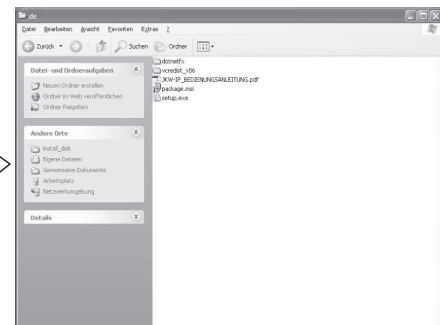 de
Datei Bearbeiten Ansicht Favoriten Extras ?
Zurück Suchen Ordner
Datei- und Ordneraufgaben
Neuen Ordner erstellen
Ordner im Web veröffentlichen
Ordner freigeben
Andere Orte
install_disk
Eigene Dateien
Gemeinsame Dokumente
Arbeitsplatz
Netzwerkumgebung
Details
dotnetfx
vcredist_x86
JKW-IP_BEDIENUNGSANLEITUNG.pdf
package.msi
setup.exe